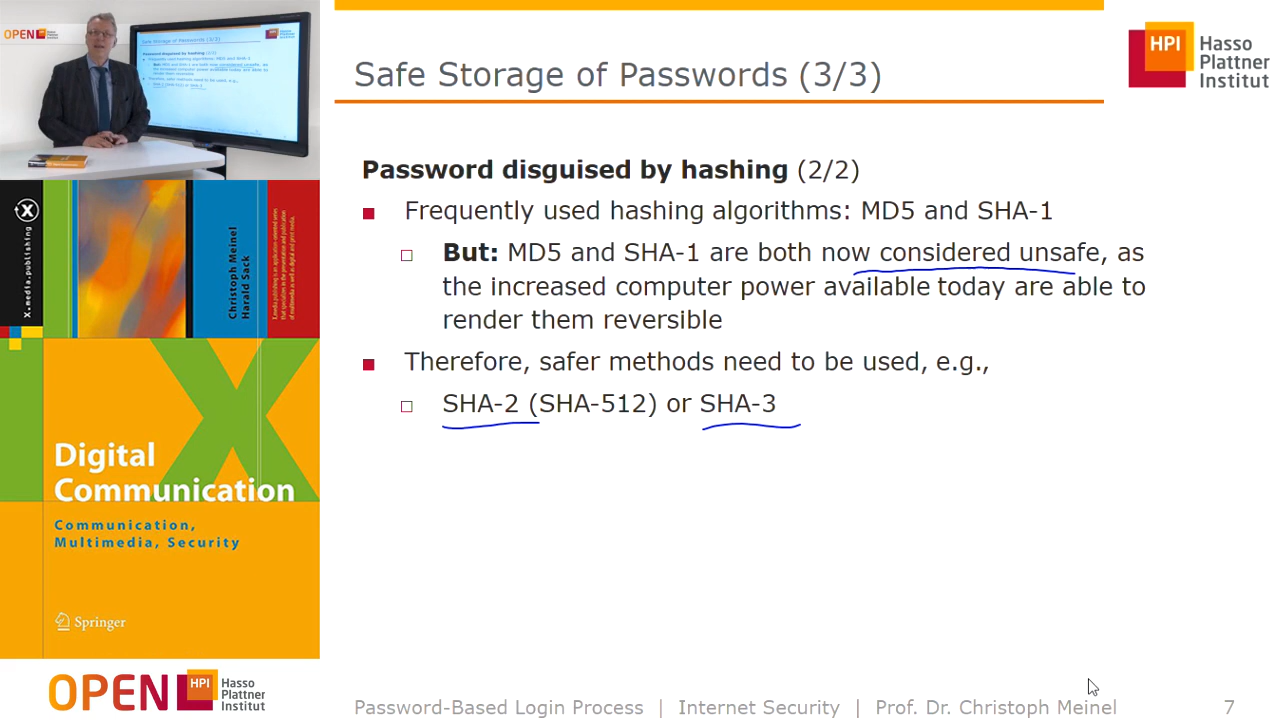 OPEN HPI
Safe Storage of Passwords (3/3)
HPI Hasso
Plattner
Institut
Password disguised by hashing (2/2)
Frequently used hashing algorithms: MD5 and SHA-1
But: MD5 and SHA-1 are both now considered unsafe, as
the increased computer power available today are able to
render them reversible
Therefore, safer methods need to be used, e.g.,
SHA-2 (SHA-512) or SHA-3
X.media.publishing
Christoph Meinel
Harald Sack
Digital
Communication
Communication,
Multimedia, Security
Springer
OPEN HPI Hasso
Plattner
Institut
Password-Based Login Process | Internet Security | Prof. Dr. Christoph Meinel 7